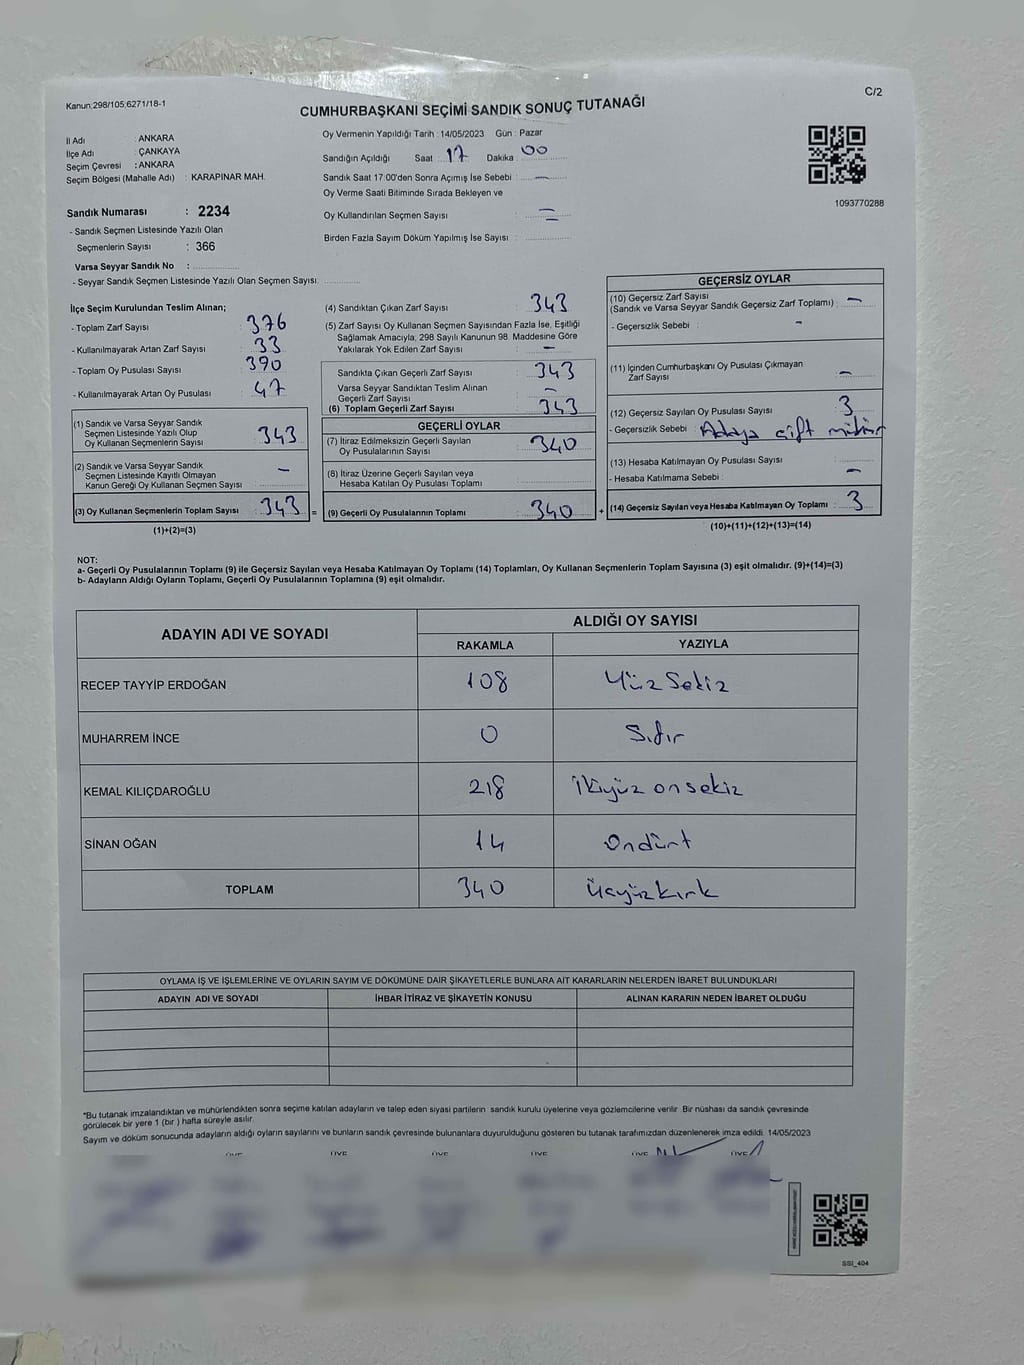 Kanun:298/105;6271/18-1
C/2
CUMHURBAŞKANI SEÇİMİ SANDIK SONUÇ TUTANAĞI
İl Adı : ANKARA
İlçe Adı : ÇANKAYA
Seçim Çevresi : ANKARA
Seçim Bölgesi (Mahalle Adı) : KARAPINAR MAH.
Sandık Numarası : 2234
- Sandık Seçmen Listesinde Yazılı Olan
Seçmenlerin Sayısı : 366
Varsa Seyyar Sandık No :
- Seyyar Sandık Seçmen Listesinde Yazılı Olan Seçmen Sayısı:
Oy Vermenin Yapıldığı Tarih : 14/05/2023 Gün : Pazar
Sandığın Açıldığı Saat : 17 Dakika : 00
Sandık Saat 17:00'den Sonra Açımış İse Sebebi : —
Oy Verme Saati Bitiminde Sırada Bekleyen ve
Oy Kullandırılan Seçmen Sayısı : —
Birden Fazla Sayım Döküm Yapılmış İse Sayısı : —
1093770288
İlçe Seçim Kurulundan Teslim Alınan;
- Toplam Zarf Sayısı : 376
- Kullanılmayarak Artan Zarf Sayısı : 33
- Toplam Oy Pusulası Sayısı : 390
- Kullanılmayarak Artan Oy Pusulası : 47
(1) Sandık ve Varsa Seyyar Sandık
Seçmen Listesinde Yazılı Olup
Oy Kullanan Seçmenlerin Sayısı : 343
(2) Sandık ve Varsa Seyyar Sandık
Seçmen Listesinde Kayıtlı Olmayan
Kanun Gereği Oy Kullanan Seçmen Sayısı : —
(3) Oy Kullanan Seçmenlerin Toplam Sayısı : 343
(1)+(2)=(3)
(4) Sandıktan Çıkan Zarf Sayısı : 343
(5) Zarf Sayısı Oy Kullanan Seçmen Sayısından Fazla İse, Eşitliği
Sağlamak Amacıyla, 298 Sayılı Kanunun 98. Maddesine Göre
Yakılarak Yok Edilen Zarf Sayısı : —
Sandıkta Çıkan Geçerli Zarf Sayısı : 343
Varsa Seyyar Sandıktan Teslim Alınan
Geçerli Zarf Sayısı : —
(6) Toplam Geçerli Zarf Sayısı : 343
GEÇERLİ OYLAR
(7) İtiraz Edilmeksizin Geçerli Sayılan
Oy Pusulalarının Sayısı : 340
(8) İtiraz Üzerine Geçerli Sayılan veya
Hesaba Katılan Oy Pusulası Toplamı :
= (9) Geçerli Oy Pusulalarının Toplamı : 340
GEÇERSİZ OYLAR
(10) Geçersiz Zarf Sayısı
(Sandık ve Varsa Seyyar Sandık Geçersiz Zarf Toplamı) : —
- Geçersizlik Sebebi : -
(11) İçinden Cumhurbaşkanı Oy Pusulası Çıkmayan
Zarf Sayısı : —
(12) Geçersiz Sayılan Oy Pusulası Sayısı : 3
- Geçersizlik Sebebi : Adaya çift mühür
(13) Hesaba Katılmayan Oy Pusulası Sayısı : —
- Hesaba Katılmama Sebebi : —
+ (14) Geçersiz Sayılan veya Hesaba Katılmayan Oy Toplamı : 3
(10)+(11)+(12)+(13)=(14)
NOT:
a- Geçerli Oy Pusulalarının Toplamı (9) ile Geçersiz Sayılan veya Hesaba Katılmayan Oy Toplamı (14) Toplamları, Oy Kullanan Seçmenlerin Toplam Sayısına (3) eşit olmalıdır. (9)+(14)=(3)
b- Adayların Aldığı Oyların Toplamı, Geçerli Oy Pusulalarının Toplamına (9) eşit olmalıdır.
ADAYIN ADI VE SOYADI
ALDIĞI OY SAYISI
RAKAMLA YAZIYLA
RECEP TAYYİP ERDOĞAN 108 Yüz Sekiz
MUHARREM İNCE 0 Sıfır
KEMAL KILIÇDAROĞLU 218 İkiyüz onsekiz
SİNAN OĞAN 14 Ondört
TOPLAM 340 Üçyüzkırk
OYLAMA İŞ VE İŞLEMLERİNE VE OYLARIN SAYIM VE DÖKÜMÜNE DAİR ŞİKAYETLERLE BUNLARA AİT KARARLARIN NELERDEN İBARET BULUNDUKLARI
ADAYIN ADI VE SOYADI İHBAR İTİRAZ VE ŞİKAYETİN KONUSU ALINAN KARARIN NEDEN İBARET OLDUĞU
*Bu tutanak imzalandıktan ve mühürlendikten sonra seçime katılan adayların ve talep eden siyasi partilerin sandık kurulu üyelerine veya gözlemcilerine verilir. Bir nüshası da sandık çevresinde
görülecek bir yere 1 (bir ) hafta süreyle asılır.
Sayım ve döküm sonucunda adayların aldığı oyların sayılarını ve bunların sandık çevresinde bulunanlara duyurulduğunu gösteren bu tutanak tarafımızdan düzenlenerek imza edildi. 14/05/2023
ÜYE ÜYE ÜYE ÜYE ÜYE ÜYE
SSI_404